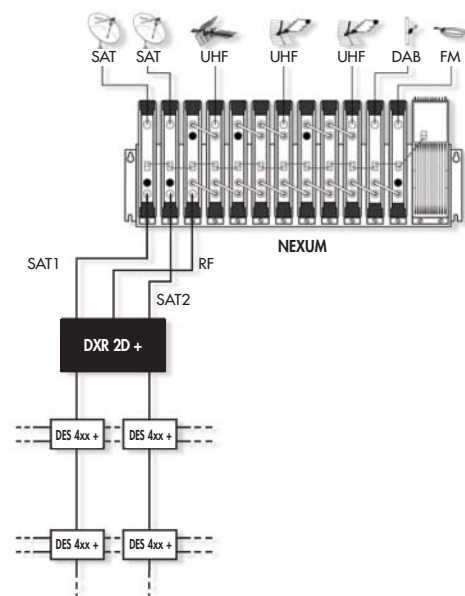 SAT SAT UHF UHF UHF DAB FM
NEXUM
SAT1 RF
SAT2
DXR 2D +
DES 4xx + DES 4xx +
DES 4xx + DES 4xx +